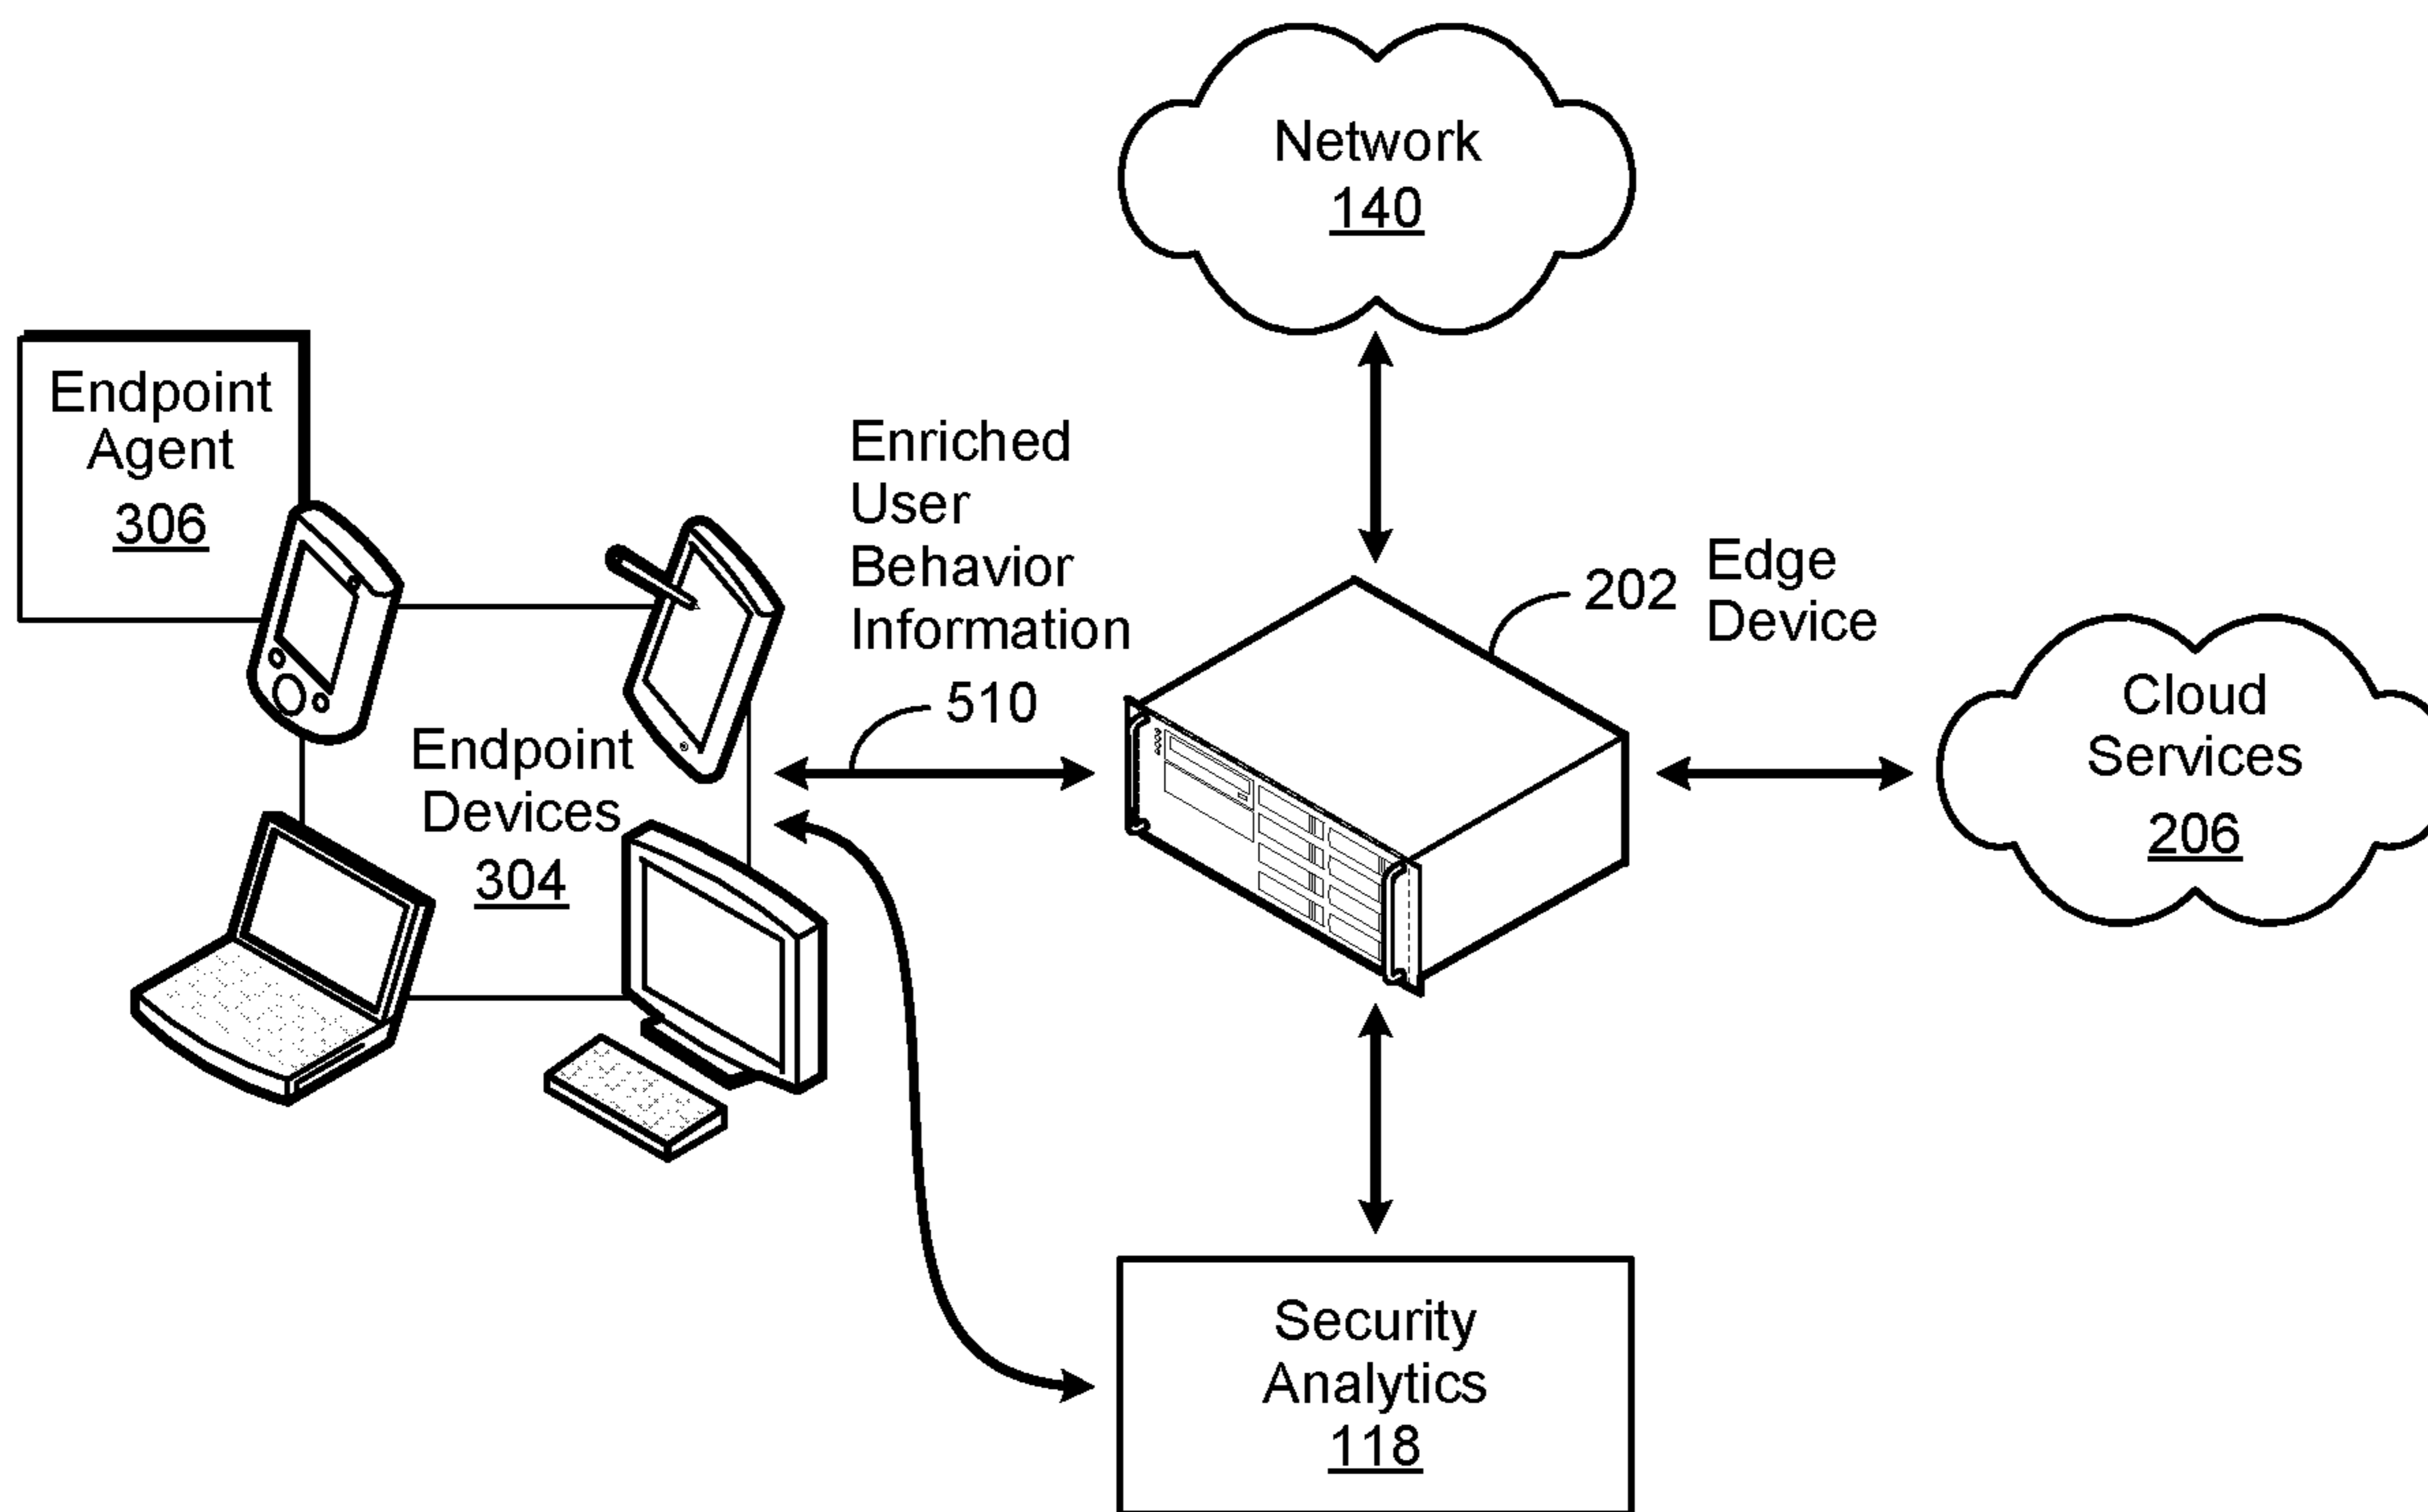 Network
140
Endpoint
Agent
306
Enriched
User
Behavior
Information
510
202
Edge
Device
Cloud
Services
206
Endpoint
Devices
304
Security
Analytics
118